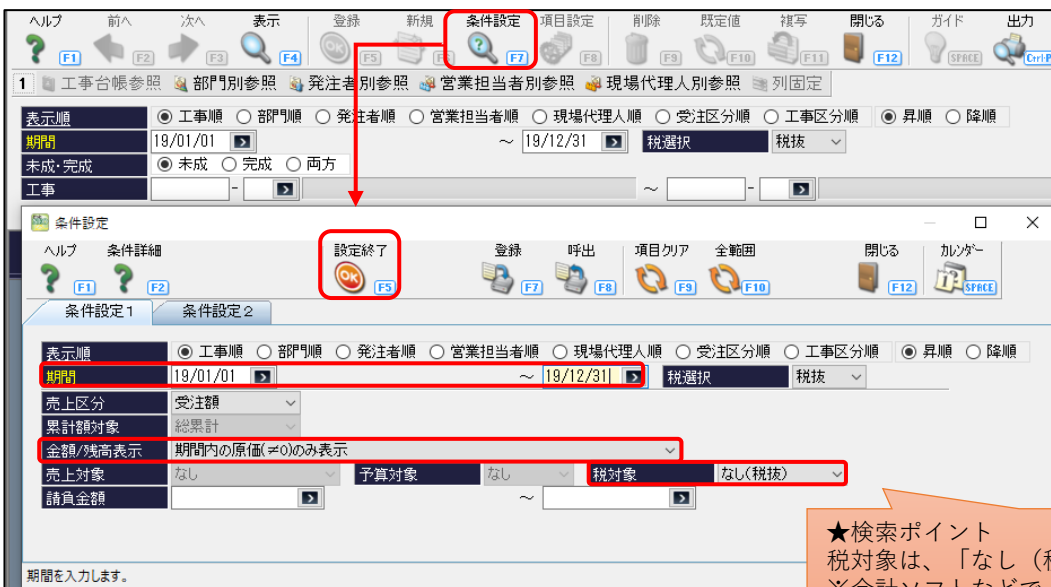 ヘルプ 前へ 次へ 表示 登録 新規 条件設定 項目設定 削除 既定値 複写 閉じる ガイド 出力
F1 F2 F3 F4 F5 F7 F8 F9 F10 F11 F12 SPACE Ctrl+P
1 工事台帳参照 部門別参照 発注者別参照 営業担当者別参照 現場代理人別参照 列固定
表示順 工事順 部門順 発注者順 営業担当者順 現場代理人順 受注区分順 工事区分順 昇順 降順
期間 19/01/01 ～ 19/12/31 税選択 税抜
未成・完成 未成 完成 両方
工事 - ～ -
条件設定
ヘルプ 条件詳細 設定終了 登録 呼出 項目クリア 全範囲 閉じる カレンダー
F1 F2 OK F5 F7 F8 F9 F10 F12 SPACE
条件設定1 条件設定2
表示順 工事順 部門順 発注者順 営業担当者順 現場代理人順 受注区分順 工事区分順 昇順 降順
期間 19/01/01 ～ 19/12/31 税選択 税抜
売上区分 受注額
累計額対象 総累計
金額/残高表示 期間内の原価(≠0)のみ表示
売上対象 なし 予算対象 なし 税対象 なし(税抜)
請負金額 ～
★検索ポイント
税対象は、「なし（
期間を入力します。